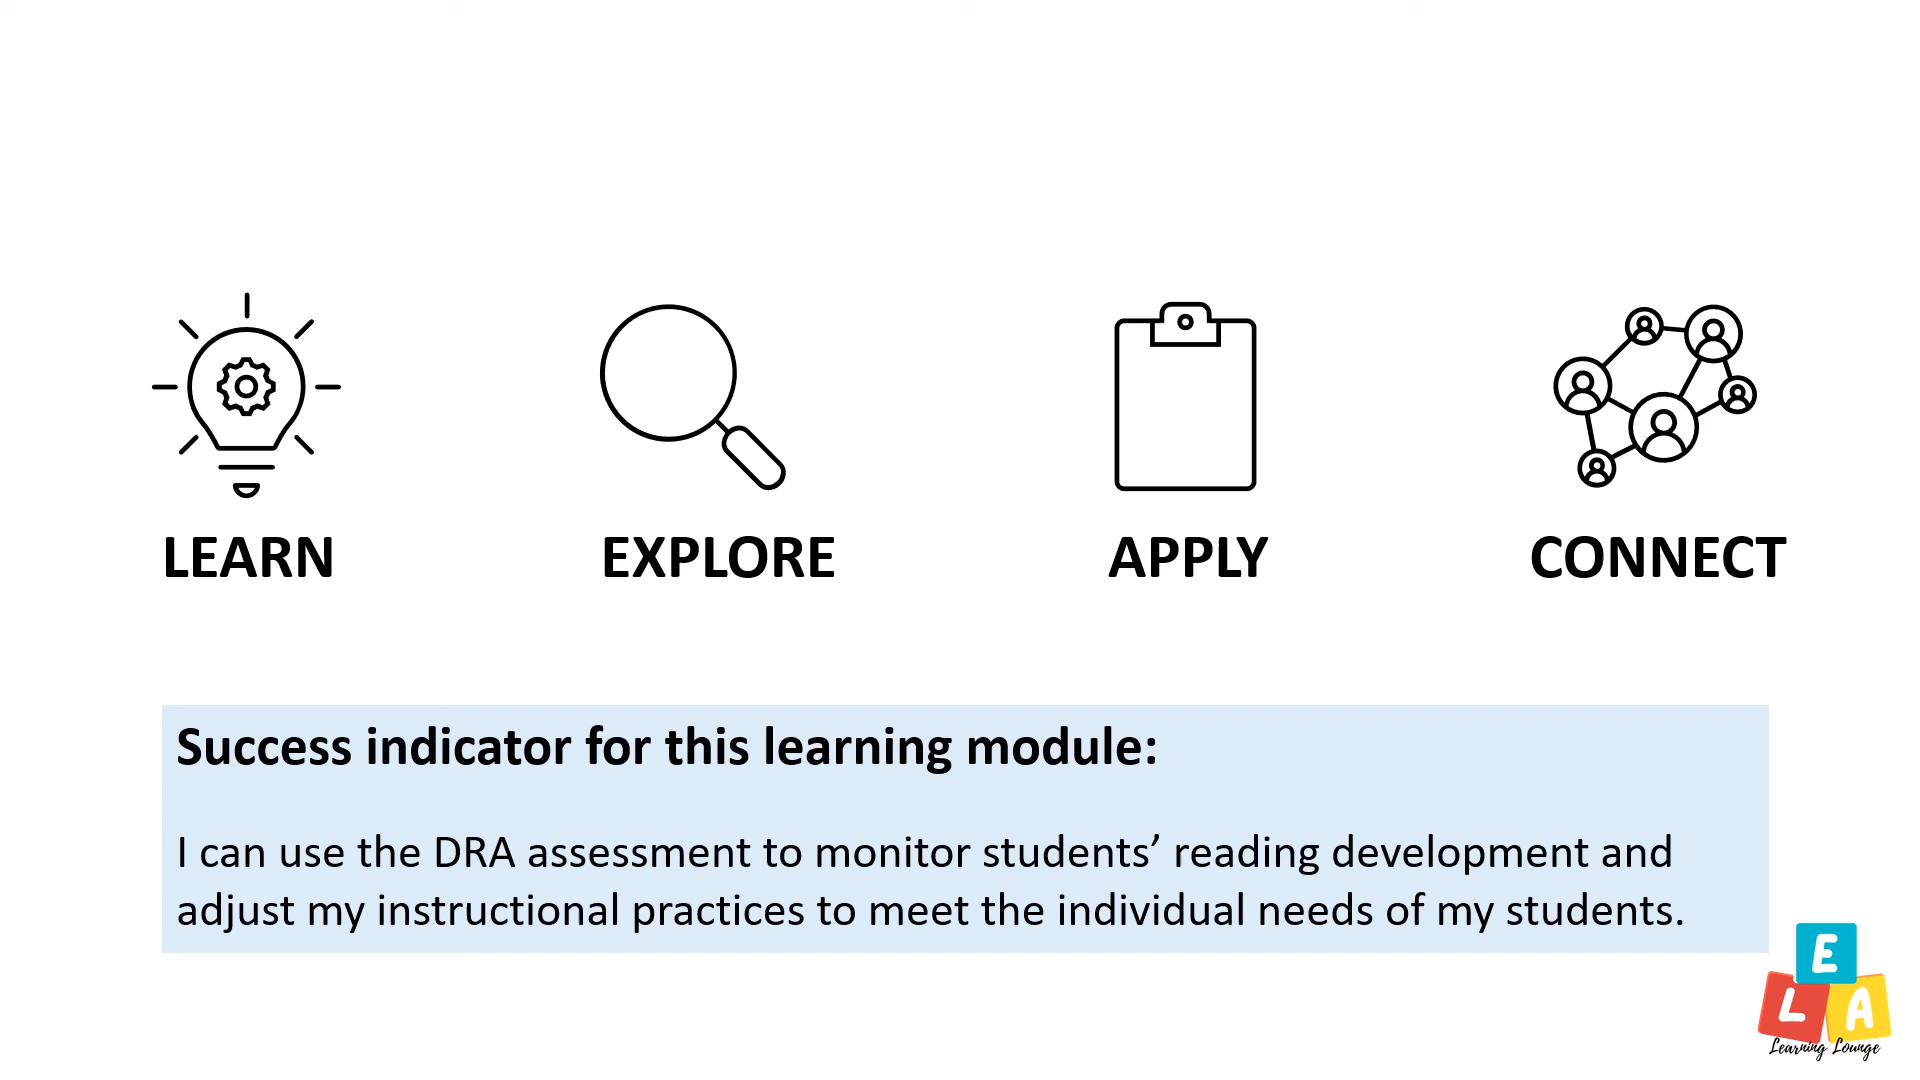 LEARN
EXPLORE
APPLY
CONNECT
Success indicator for this learning module:
I can use the DRA assessment to monitor students’ reading development and
adjust my instructional practices to meet the individual needs of my students.
E
L A
Learning Lounge